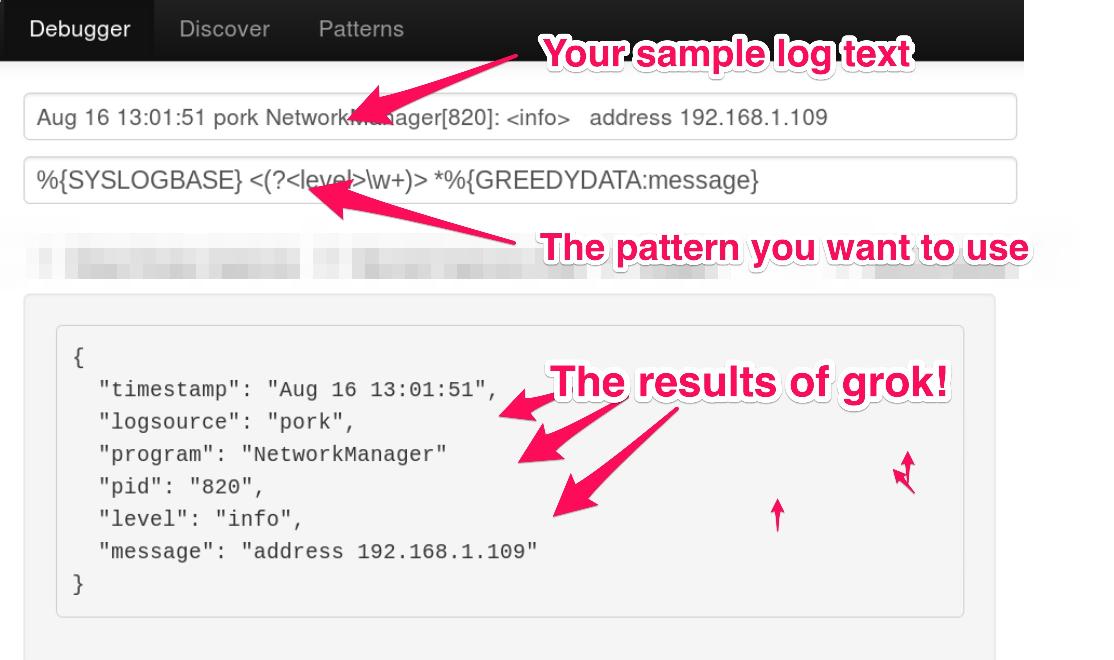 Debugger Discover Patterns
Your sample log text
Aug 16 13:01:51 pork NetworkManager[820]: <info>   address 192.168.1.109
%{SYSLOGBASE} <(?<level>\w+)> *%{GREEDYDATA:message}
The pattern you want to use
{
  "timestamp": "Aug 16 13:01:51",
The results of grok!
  "logsource": "pork",
  "program": "NetworkManager"
  "pid": "820",
  "level": "info",
  "message": "address 192.168.1.109"
}